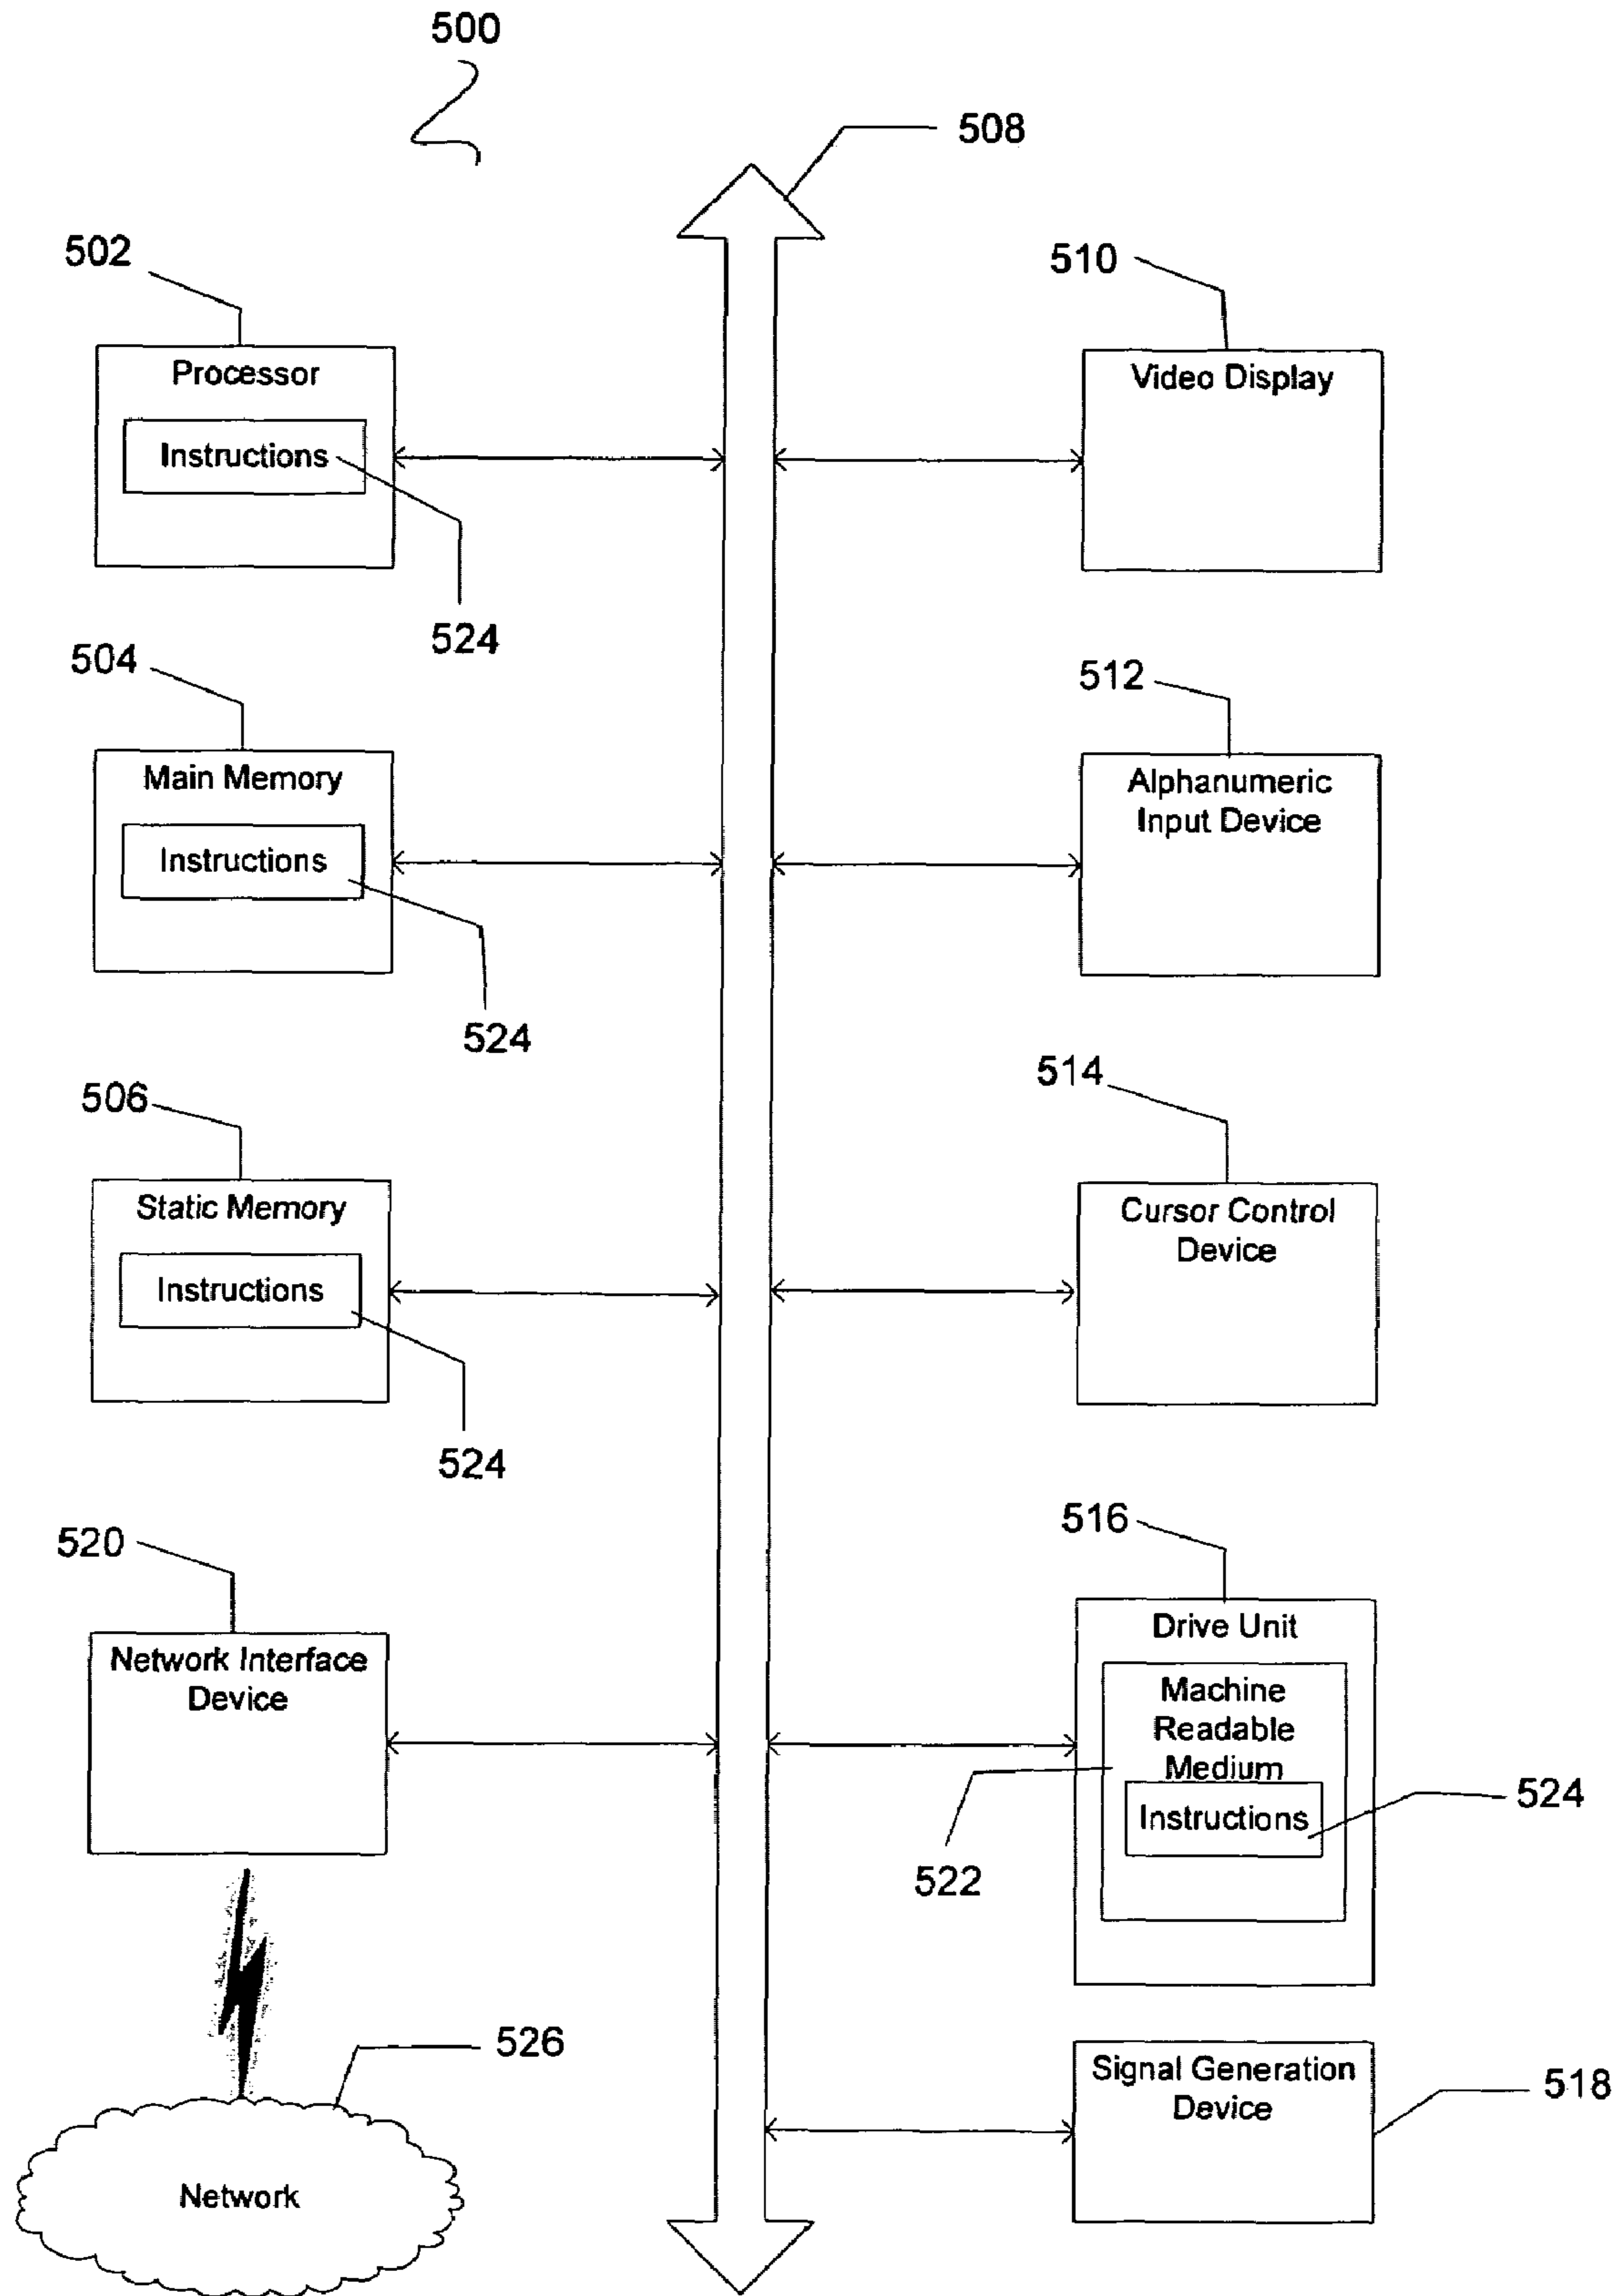 500
508
502
510
Processor
Instructions
524
Video Display
504
512
Main Memory
Instructions
524
Alphanumeric
Input Device
506
514
Static Memory
Instructions
524
Cursor Control
Device
520
516
Network Interface
Device
Drive Unit
Machine
Readable
Medium
Instructions
524
522
526
Network
Signal Generation
Device
518